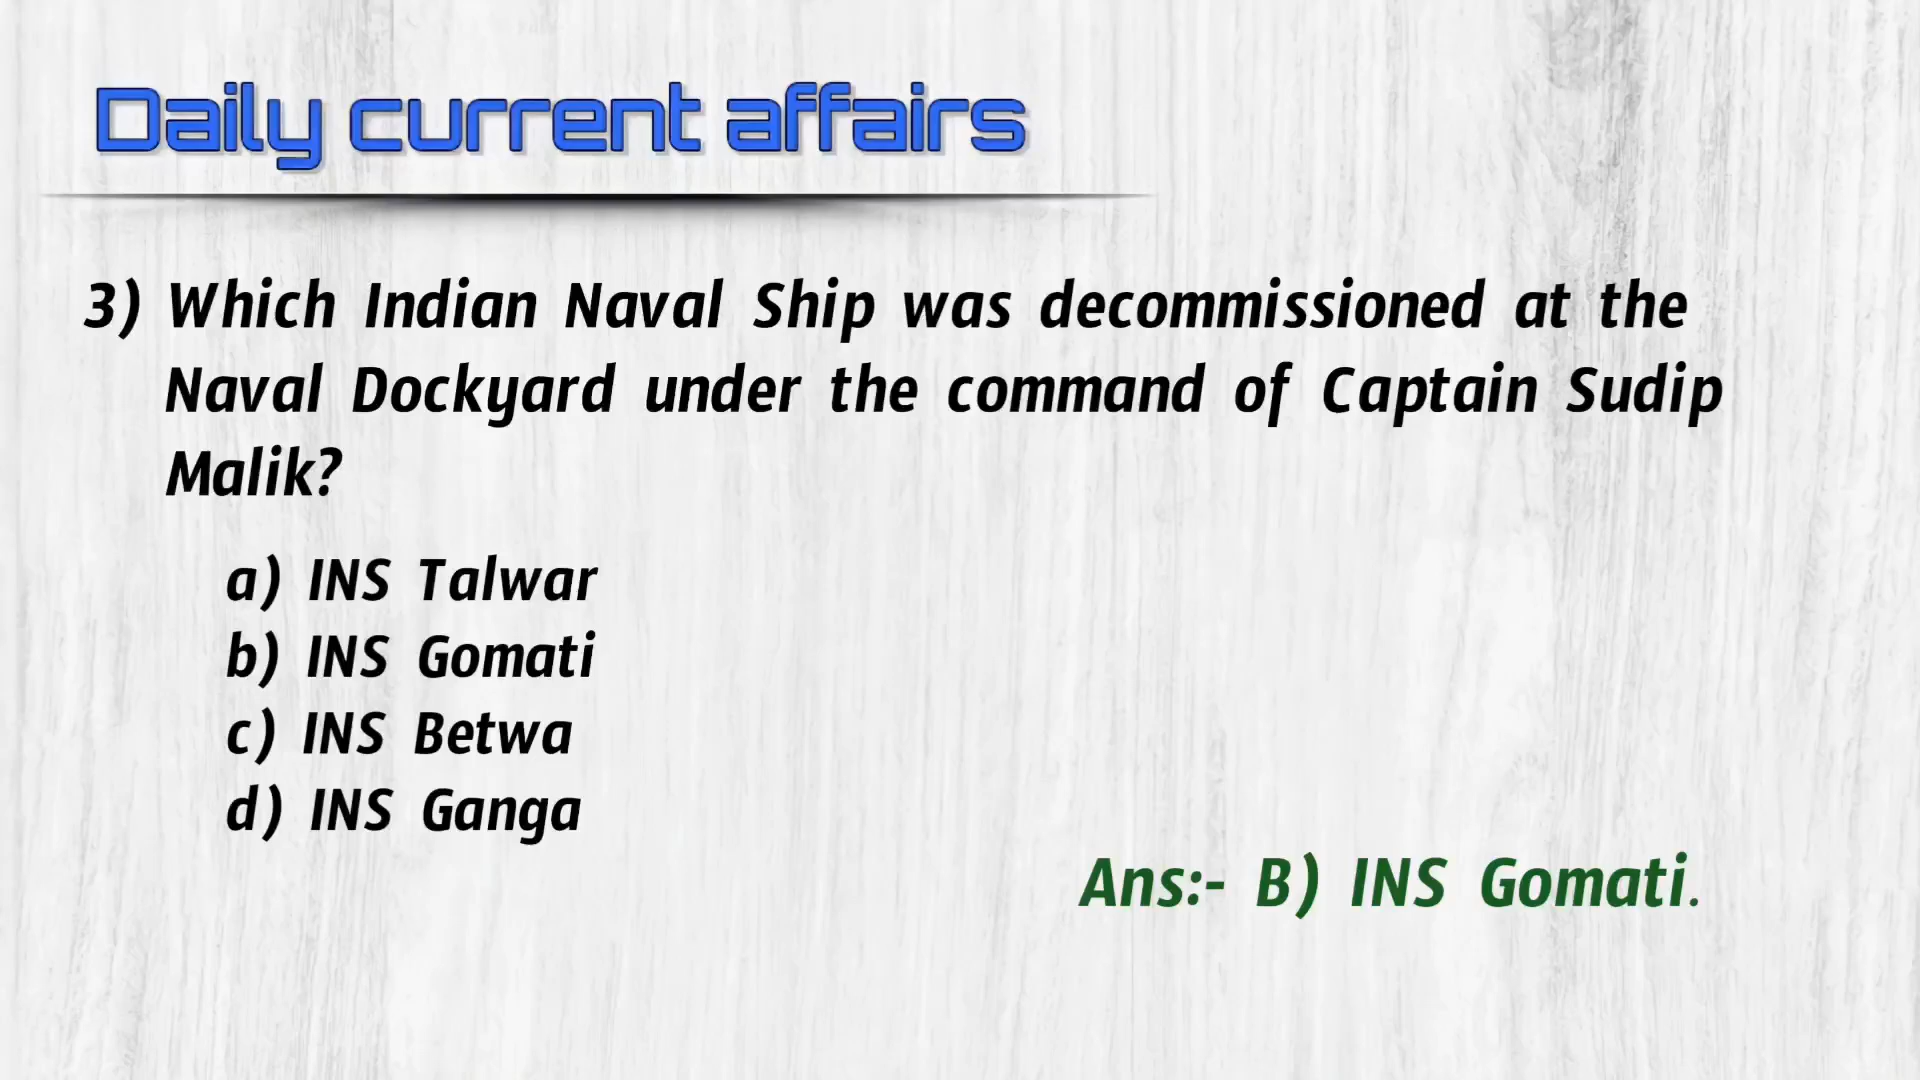 Daily current affairs
3) Which Indian Naval Ship was decommissioned at the
Naval Dockyard under the command of Captain Sudip
Malik?
a) INS Talwar
b) INS Gomati
c) INS Betwa
d) INS Ganga
Ans:- B) INS Gomati.